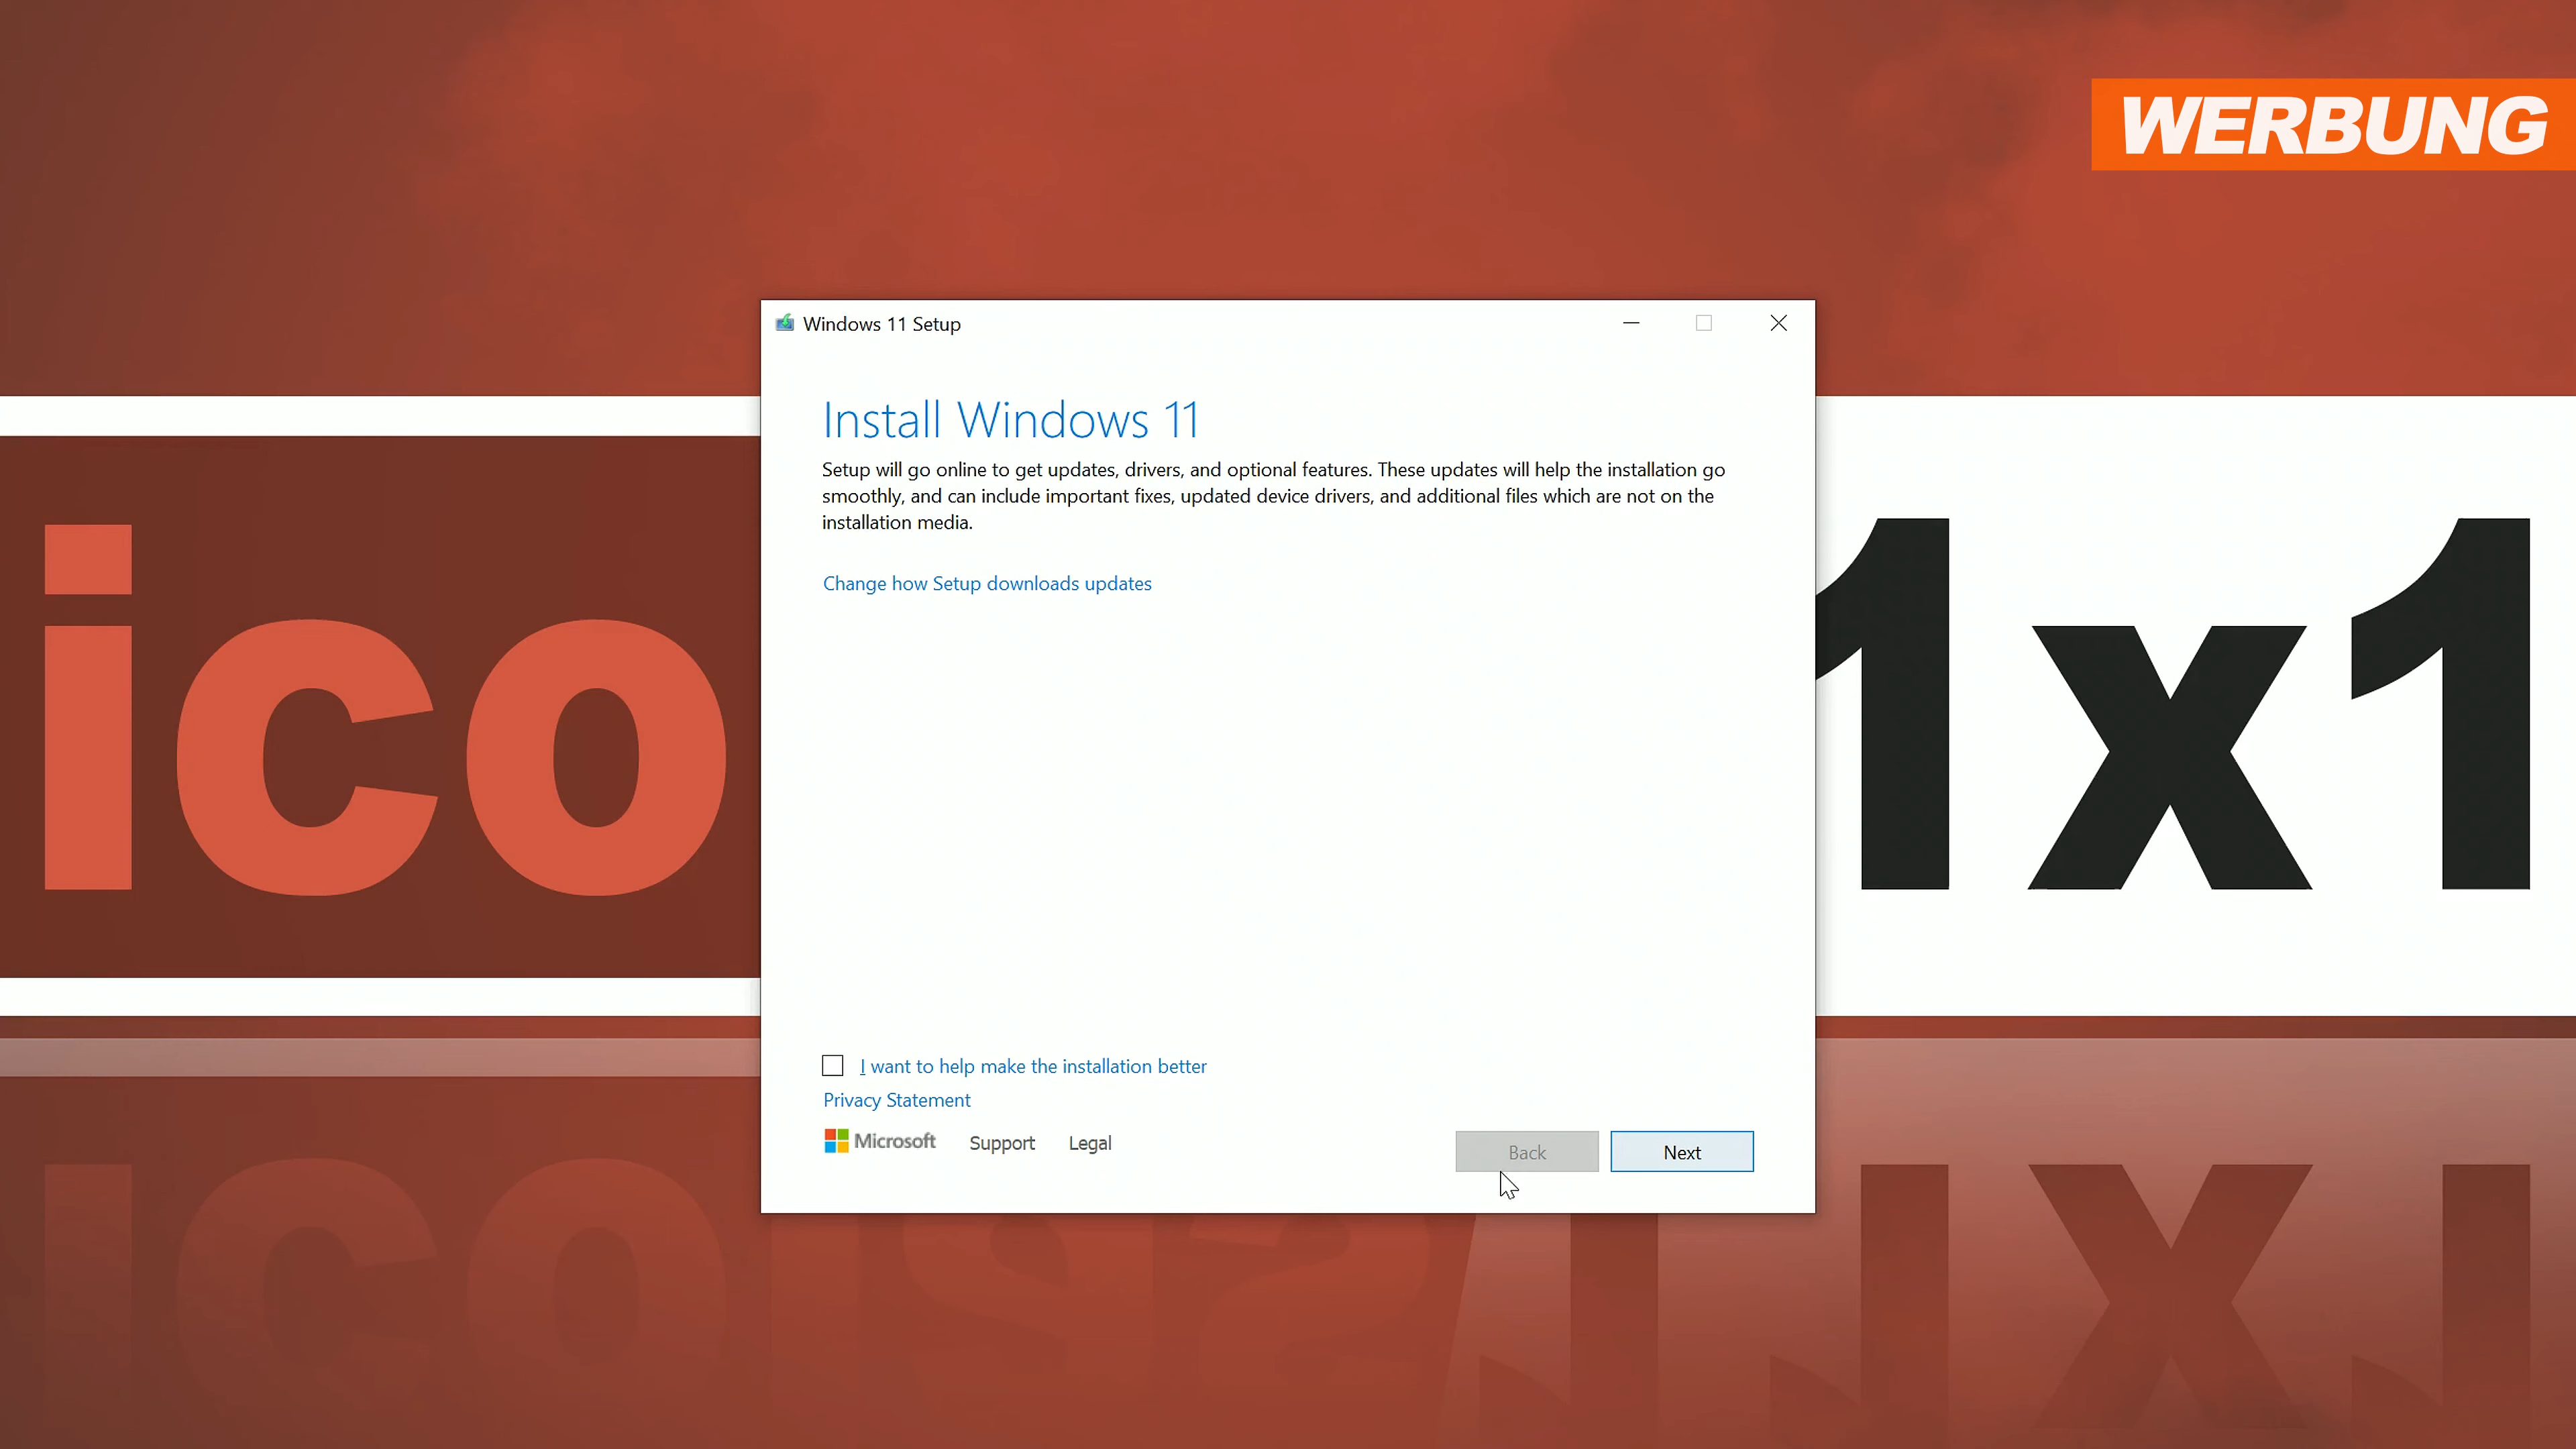 WERBUNG
Windows 11 Setup
Install Windows 11
Setup will go online to get updates, drivers, and optional features. These updates will help the installation go
smoothly, and can include important fixes, updated device drivers, and additional files which are not on the
installation media.
ico
1x1
Change how Setup downloads updates
I want to help make the installation better
Privacy Statement
Microsoft
Support
Legal
Back
Next